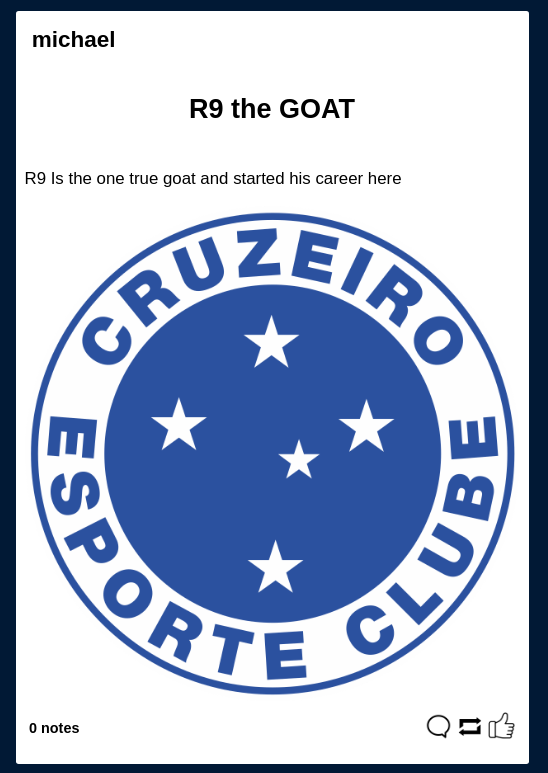 michael
R9 the GOAT
R9 Is the one true goat and started his career here
CRUZEIRO
ESPORTE CLUBE
0 notes